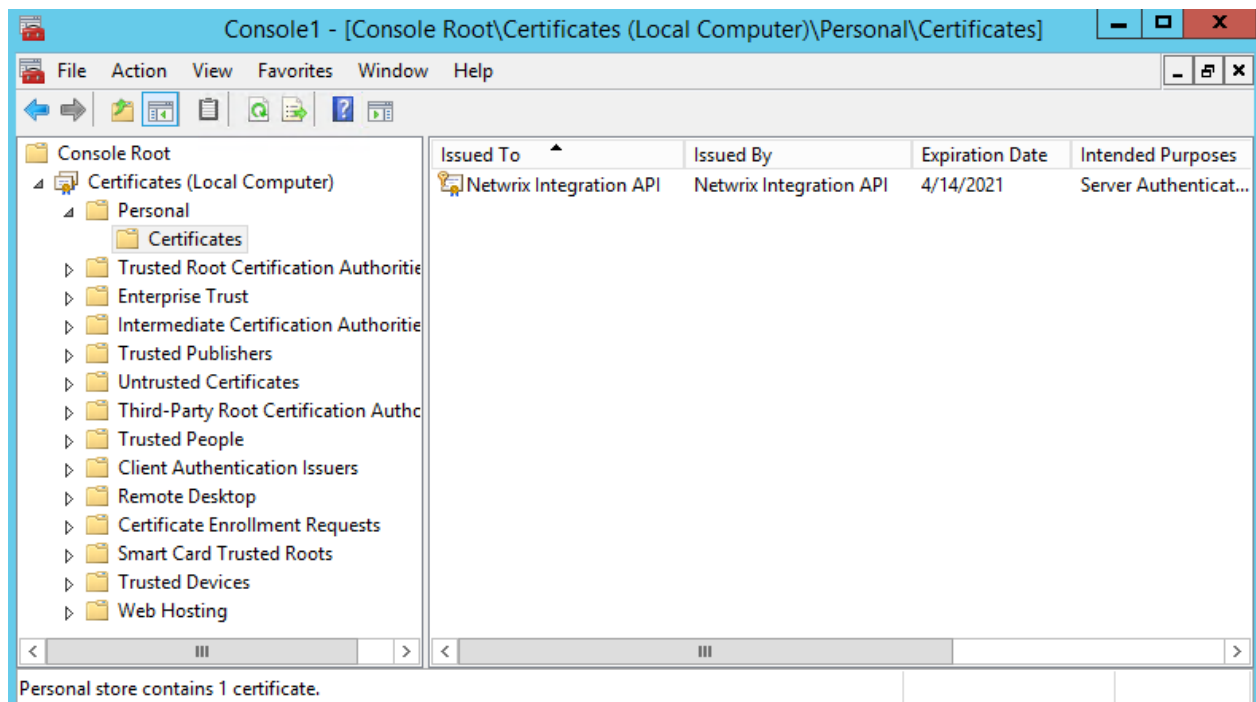 Console1 - [Console Root\Certificates (Local Computer)\Personal\Certificates]
File Action View Favorites Window Help
Console Root
Certificates (Local Computer)
Personal
Certificates
Trusted Root Certification Authoritie
Enterprise Trust
Intermediate Certification Authoritie
Trusted Publishers
Untrusted Certificates
Third-Party Root Certification Autho
Trusted People
Client Authentication Issuers
Remote Desktop
Certificate Enrollment Requests
Smart Card Trusted Roots
Trusted Devices
Web Hosting
Issued To Issued By Expiration Date Intended Purposes
Netwrix Integration API Netwrix Integration API 4/14/2021 Server Authenticat...
Personal store contains 1 certificate.